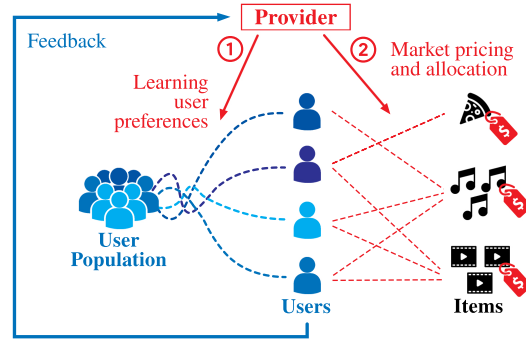 Provider
Feedback
1
2
Market pricing
and allocation
Learning
user
preferences
$
$
$
User
Population
Users
Items